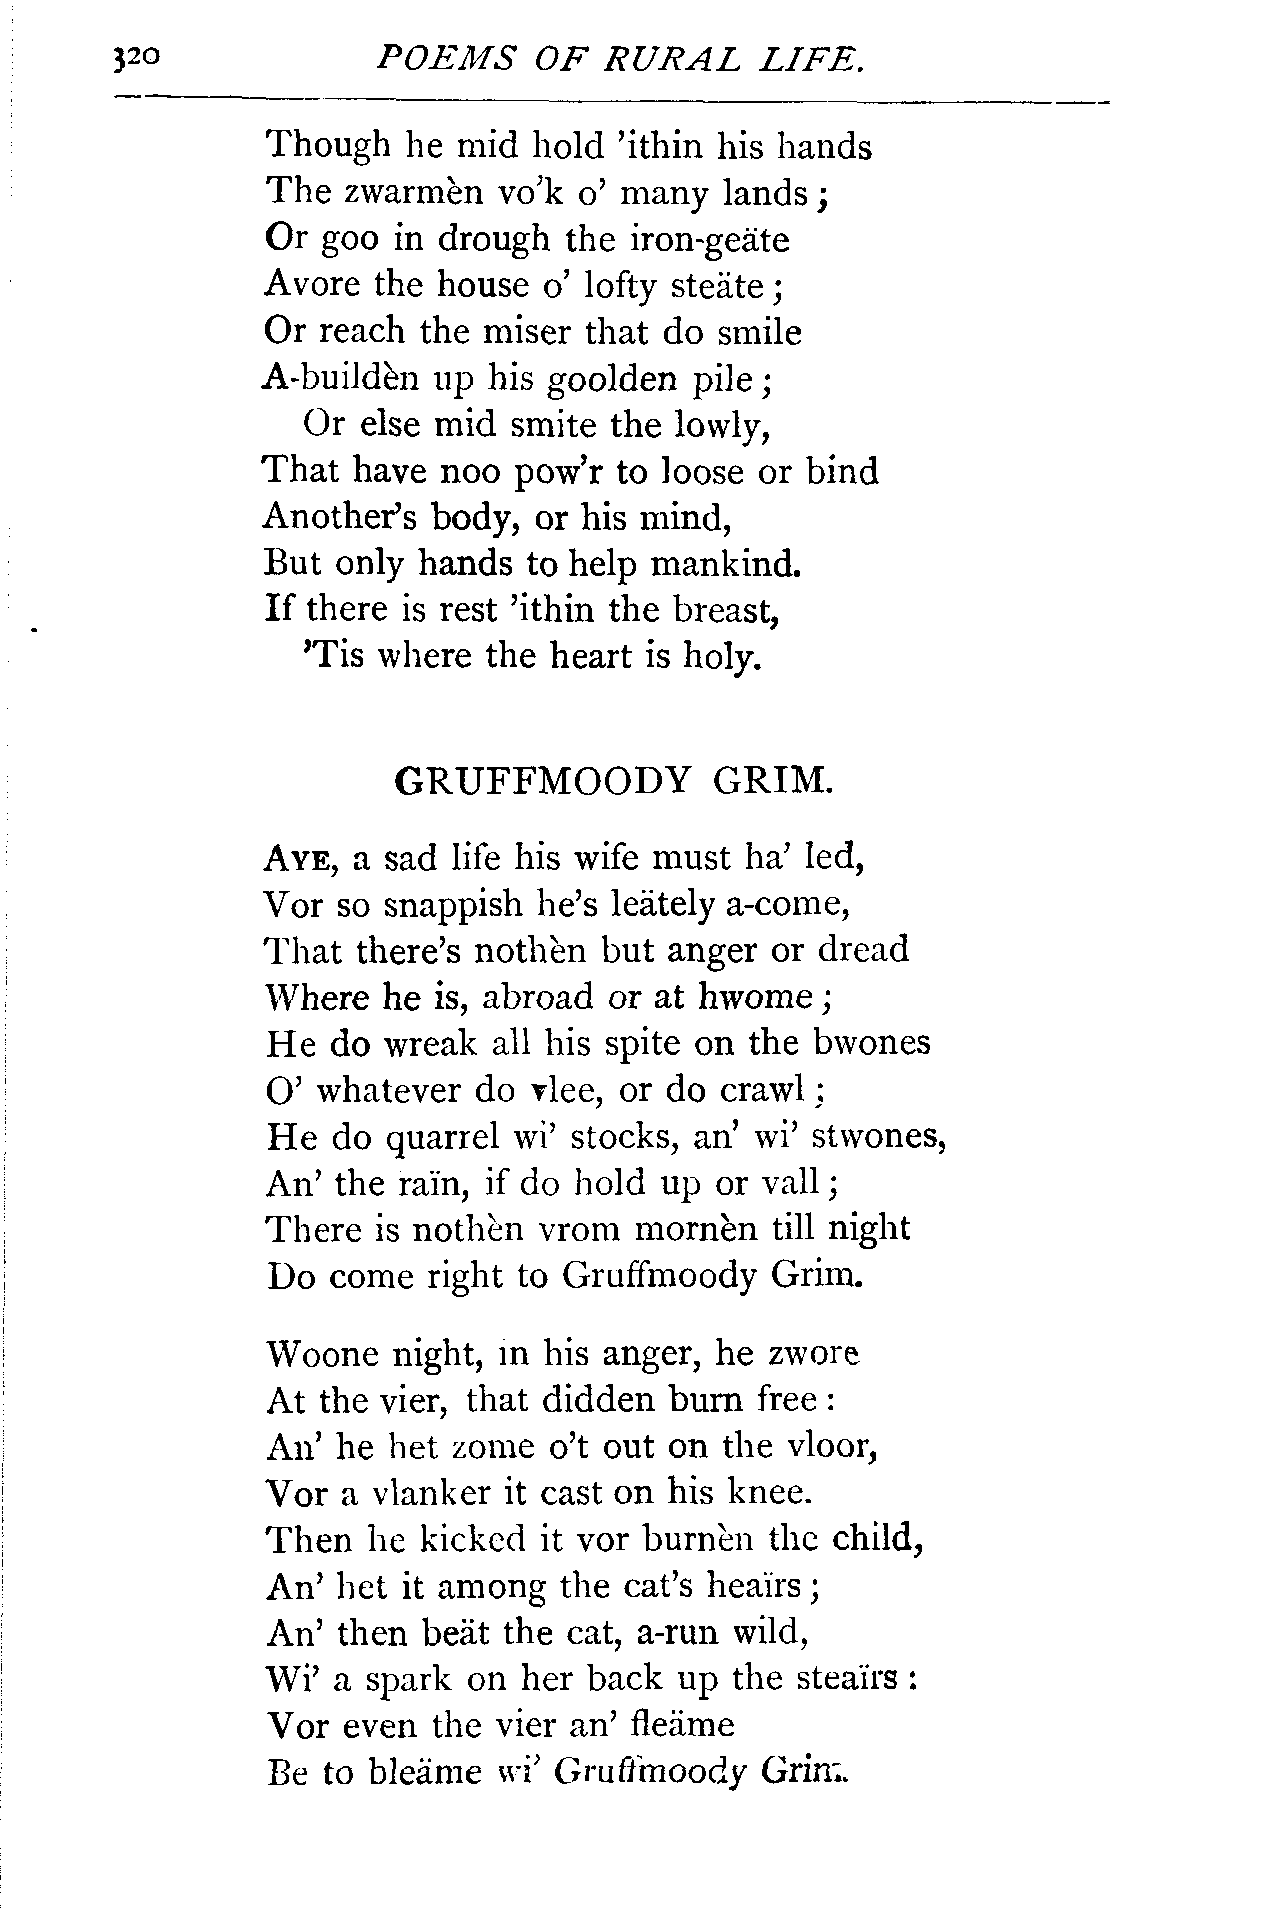 320 POEMS OF RURAL LIFE.
Though he mid hold ’ithin his hands
The zwarmèn vo’k o’ many lands ;
Or goo in drough the iron-geäte
Avore the house o’ lofty steäte ;
Or reach the miser that do smile
A-buildèn up his goolden pile ;
Or else mid smite the lowly,
That have noo pow’r to loose or bind
Another’s body, or his mind,
But only hands to help mankind.
If there is rest ’ithin the breast,
’Tis where the heart is holy.
GRUFFMOODY GRIM.
AYE, a sad life his wife must ha’ led,
Vor so snappish he’s leätely a-come,
That there’s nothèn but anger or dread
Where he is, abroad or at hwome ;
He do wreak all his spite on the bwones
O’ whatever do vlee, or do crawl ;
He do quarrel wi’ stocks, an’ wi’ stwones,
An’ the raïn, if do hold up or vall ;
There is nothèn vrom mornèn till night
Do come right to Gruffmoody Grim.
Woone night, in his anger, he zwore
At the vier, that didden burn free :
An’ he het zome o’t out on the vloor,
Vor a vlanker it cast on his knee.
Then he kicked it vor burnèn the child,
An’ het it among the cat’s heaïrs ;
An’ then beät the cat, a-run wild,
Wi’ a spark on her back up the steaïrs :
Vor even the vier an’ fleäme
Be to bleäme wi’ Gruffmoody Grim.